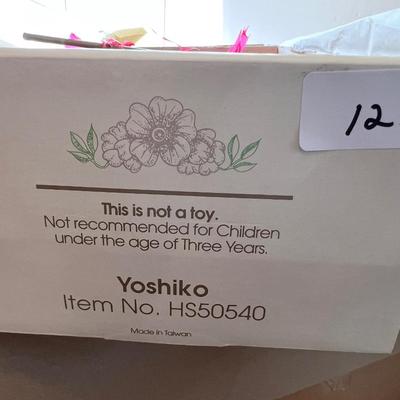 12
This is not a toy.
Not recommended for Children
under the age of Three Years.
Yoshiko
Item No. HS50540
Made in Taiwan